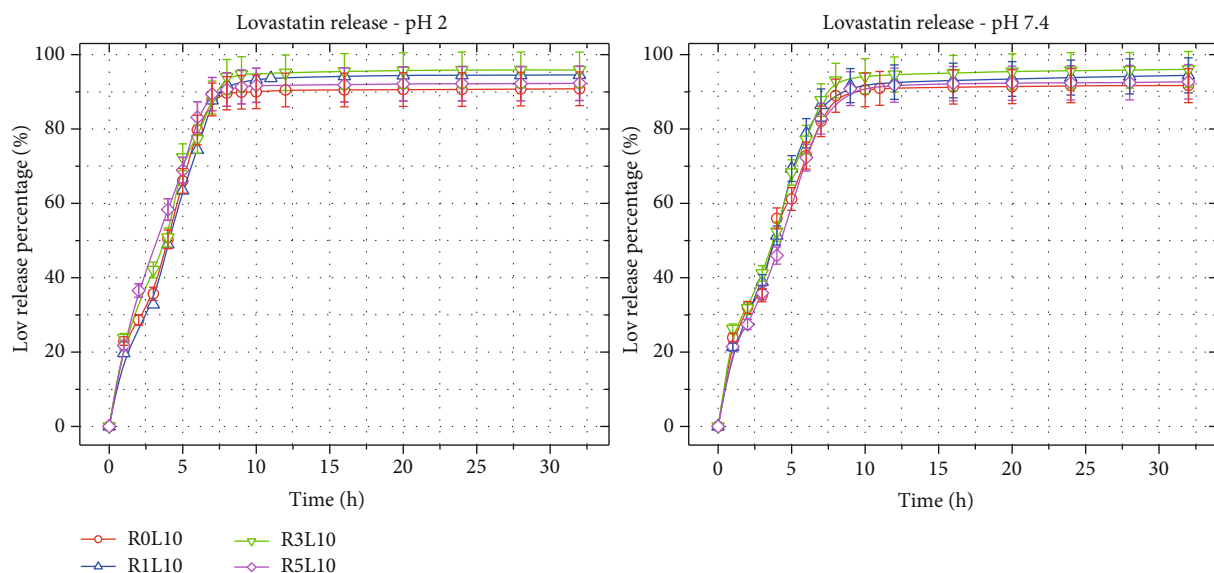 Lovastatin release - pH 2
Lov release percentage (%)
100
80
60
40
20
0
0 5 10 15 20 25 30
Time (h)
Lovastatin release - pH 7.4
Lov release percentage (%)
100
80
60
40
20
0
0 5 10 15 20 25 30
Time (h)
R0L10 R3L10
R1L10 R5L10